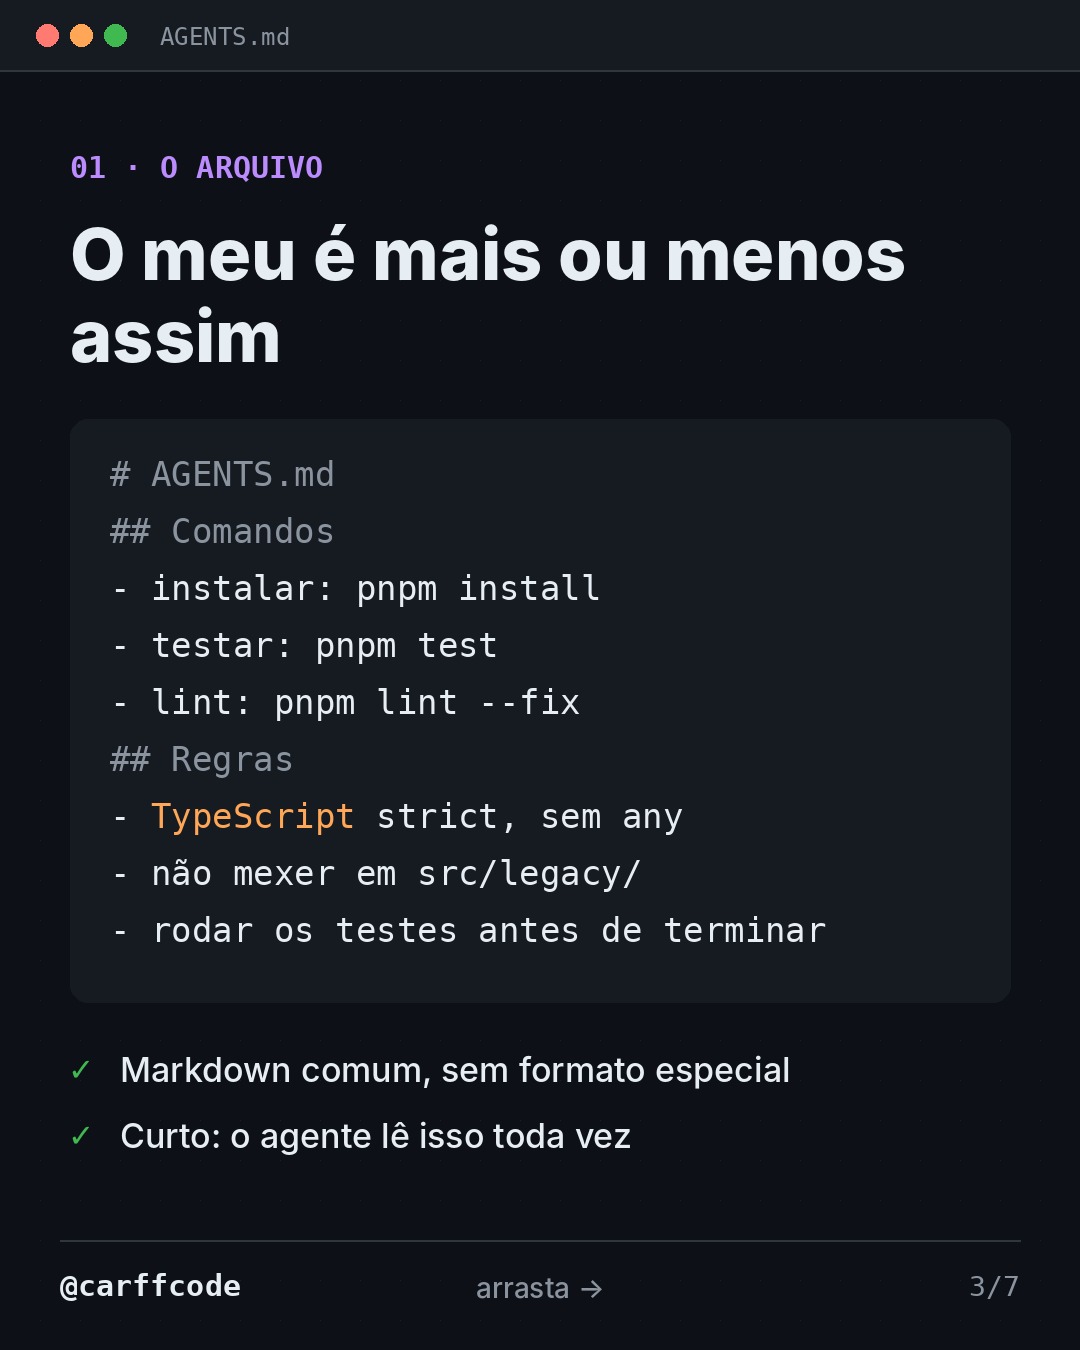 AGENTS.md
01 · O ARQUIVO
O meu é mais ou menos
assim
# AGENTS.md
## Comandos
- instalar: pnpm install
- testar: pnpm test
- lint: pnpm lint --fix
## Regras
- TypeScript strict, sem any
- não mexer em src/legacy/
- rodar os testes antes de terminar
✓ Markdown comum, sem formato especial
✓ Curto: o agente lê isso toda vez
@carffcode arrasta → 3/7